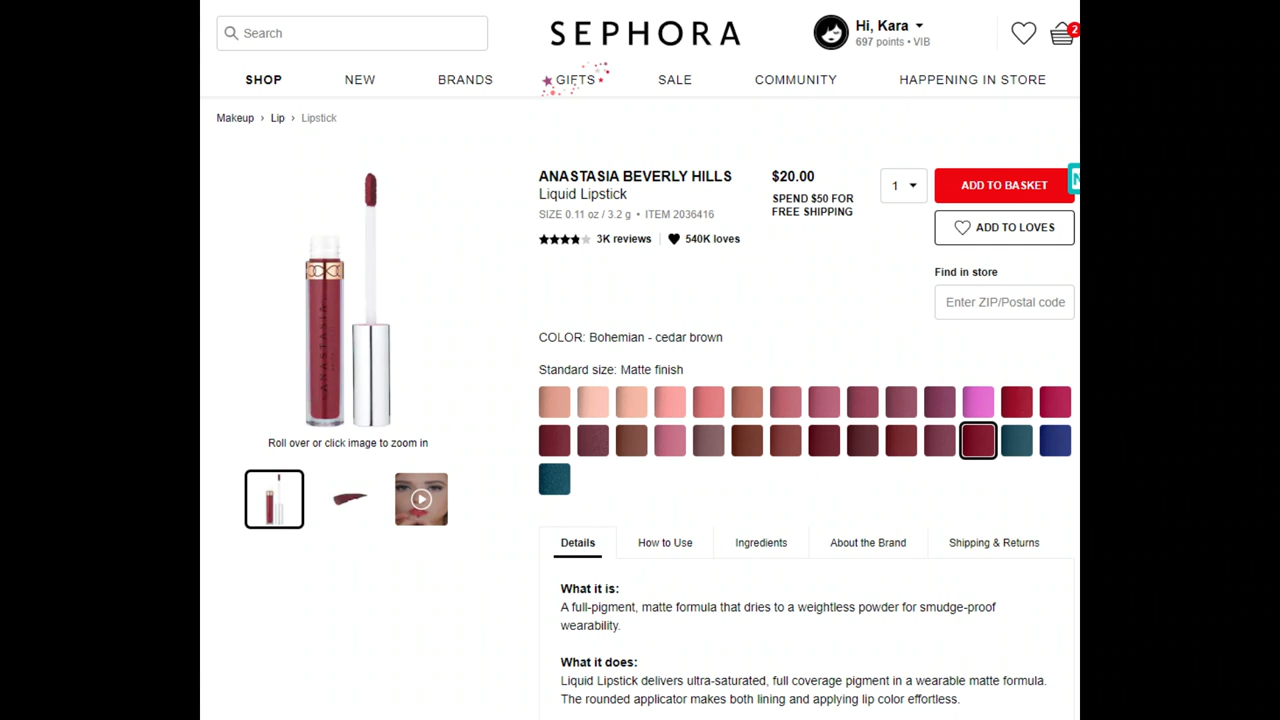 Search
SEPHORA
Hi, Kara
697 points • VIB
2
SHOP
NEW
BRANDS
GIFTS
SALE
COMMUNITY
HAPPENING IN STORE
Makeup › Lip › Lipstick
ANASTASIA BEVERLY HILLS
Liquid Lipstick
SIZE 0.11 oz / 3.2 g • ITEM 2036416
3K reviews
540K loves
$20.00
SPEND $50 FOR
FREE SHIPPING
1
ADD TO BASKET
ADD TO LOVES
Find in store
Enter ZIP/Postal code
ANASTASIA
Roll over or click image to zoom in
COLOR: Bohemian - cedar brown
Standard size: Matte finish
Details
How to Use
Ingredients
About the Brand
Shipping & Returns
What it is:
A full-pigment, matte formula that dries to a weightless powder for smudge-proof
wearability.
What it does:
Liquid Lipstick delivers ultra-saturated, full coverage pigment in a wearable matte formula.
The rounded applicator makes both lining and applying lip color effortless.